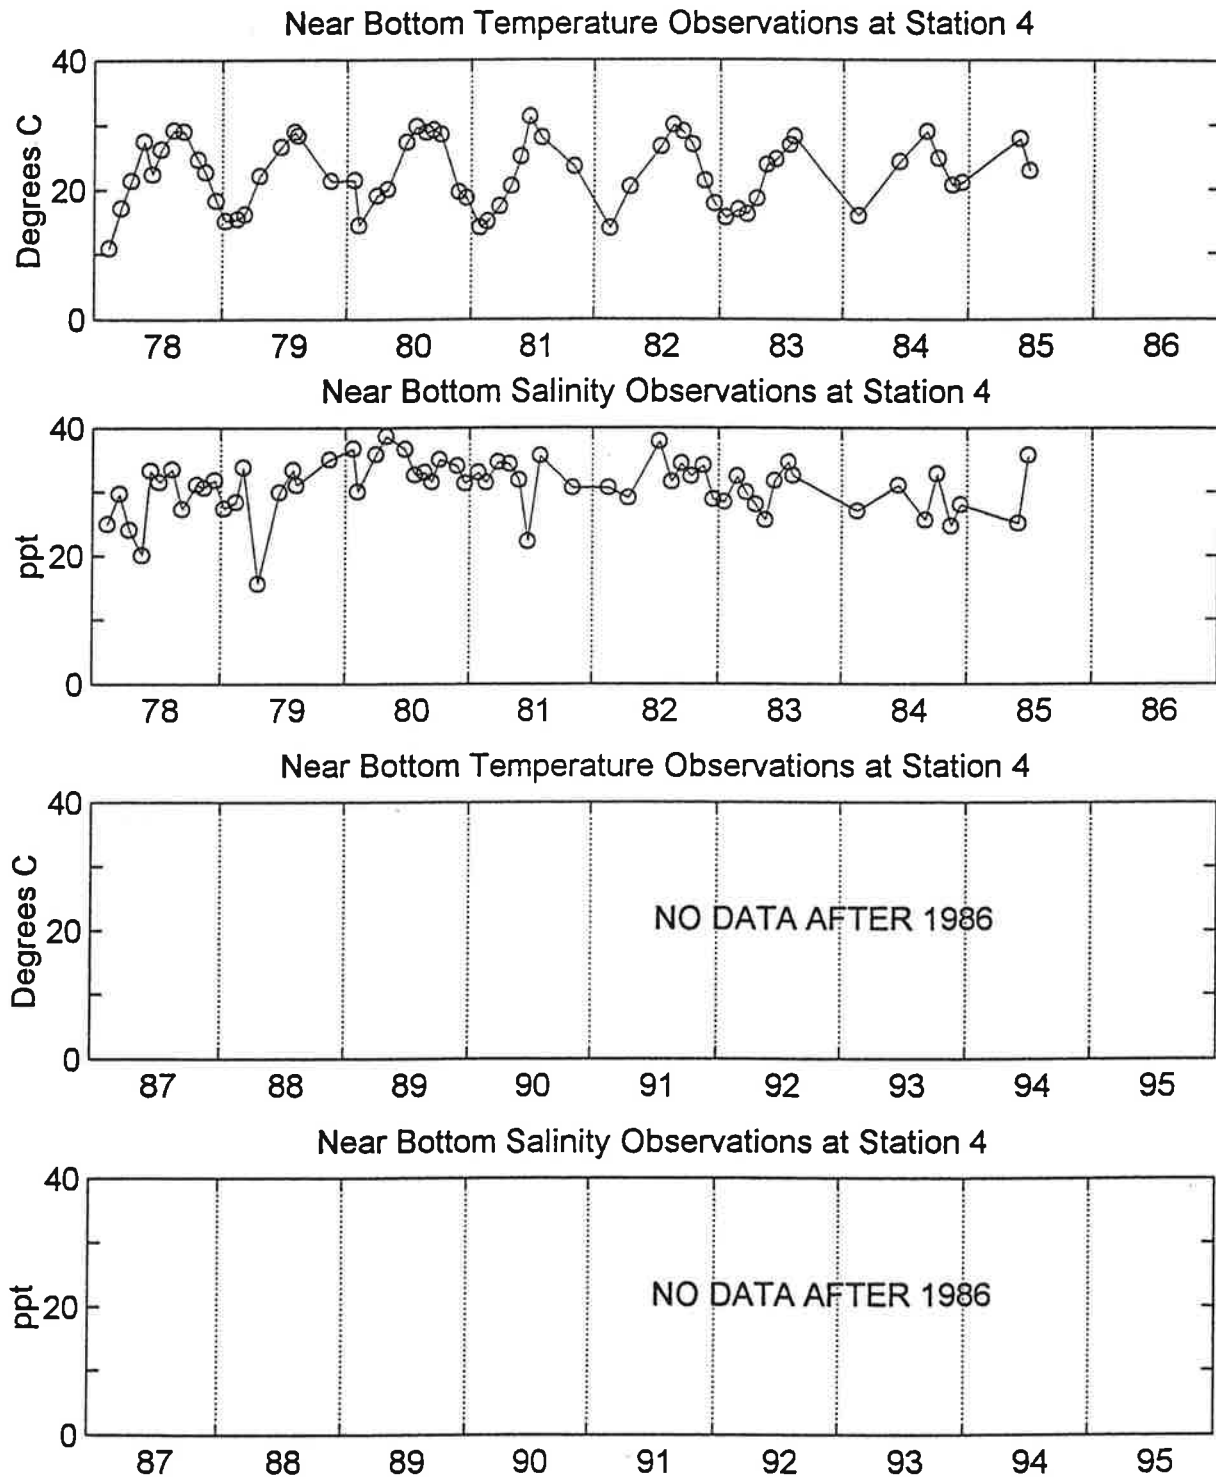 Near Bottom Temperature Observations at Station 4
40
20
0
Degrees C
78 79 80 81 82 83 84 85 86
Near Bottom Salinity Observations at Station 4
40
20
0
ppt
78 79 80 81 82 83 84 85 86
Near Bottom Temperature Observations at Station 4
40
20
0
Degrees C
NO DATA AFTER 1986
87 88 89 90 91 92 93 94 95
Near Bottom Salinity Observations at Station 4
40
20
0
ppt
NO DATA AFTER 1986
87 88 89 90 91 92 93 94 95